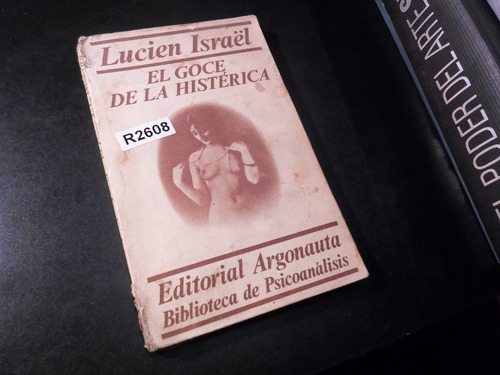 Lucien Israël
EL GOCE
DE LA HISTÉRICA
R2608
Editorial Argonauta
Biblioteca de Psicoanálisis
EL PODER DEL ARTE